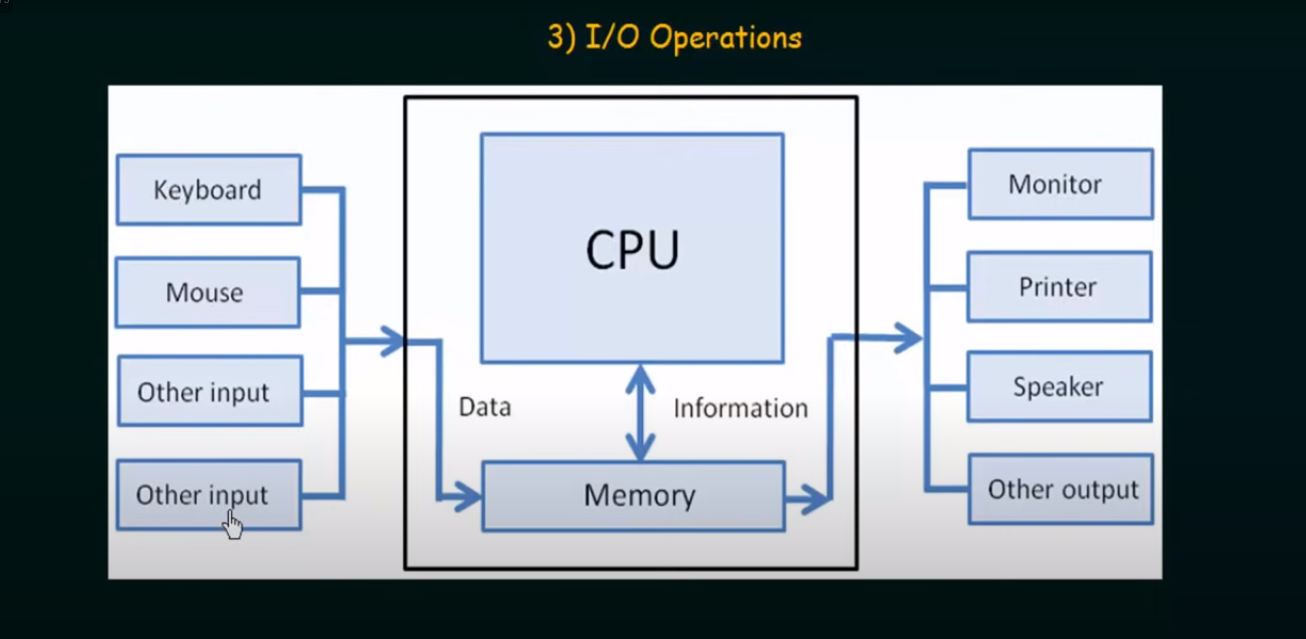 3) I/O Operations
Keyboard
Mouse
Other input
Other input
CPU
Data
Information
Memory
Monitor
Printer
Speaker
Other output